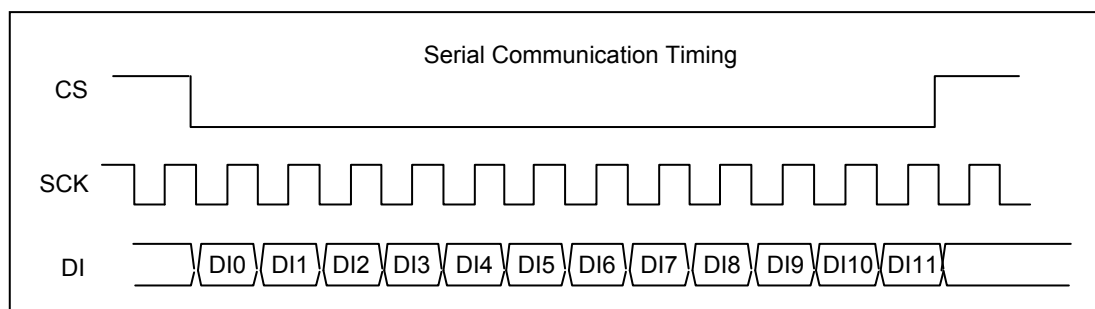 Serial Communication Timing
CS
SCK
DI DI0 DI1 DI2 DI3 DI4 DI5 DI6 DI7 DI8 DI9 DI10 DI11